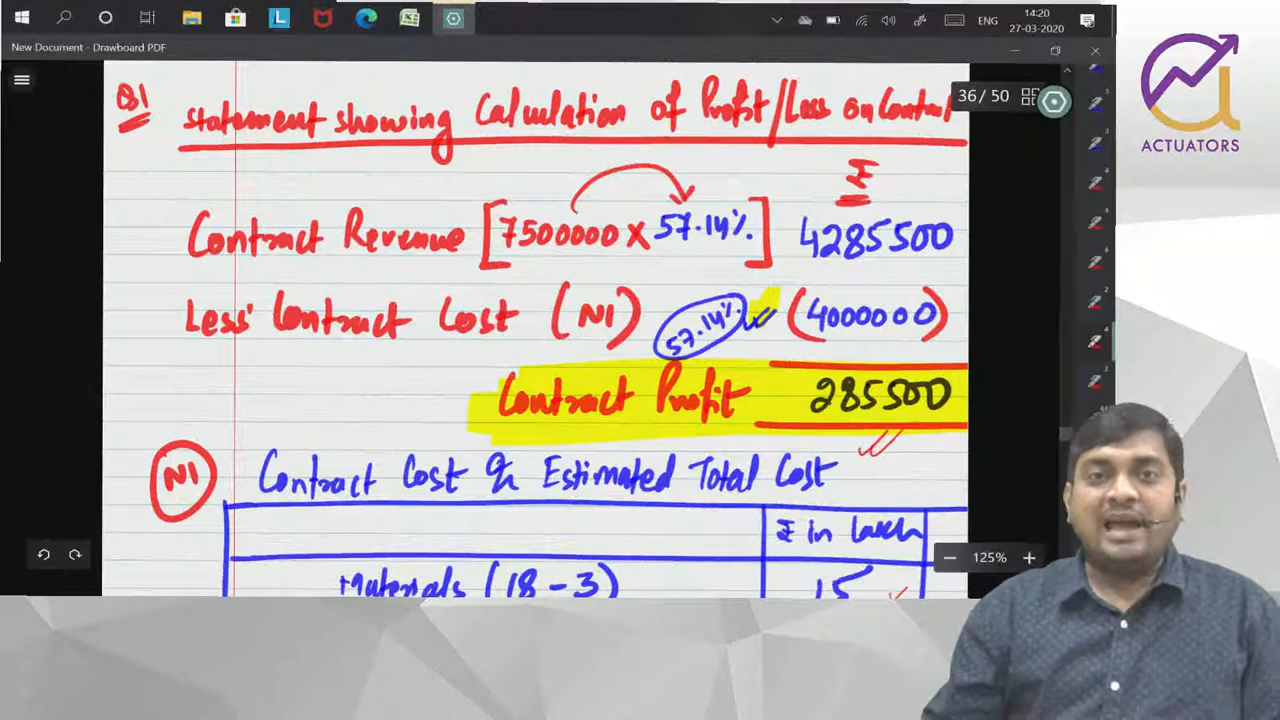 14:20
ENG
27-03-2020
New Document - Drawboard PDF
36 / 50
ACTUATORS
Q1 Statement showing Calculation of Profit/Loss on Contract
₹
Contract Revenue [7500000 × 57.14%] 4285500
Less: Contract Cost (N1) 57.14% (4000000)
Contract Profit 285500
N1 Contract Cost & Estimated Total Cost
₹ in lakh
125%
Materials (18 - 3) 15